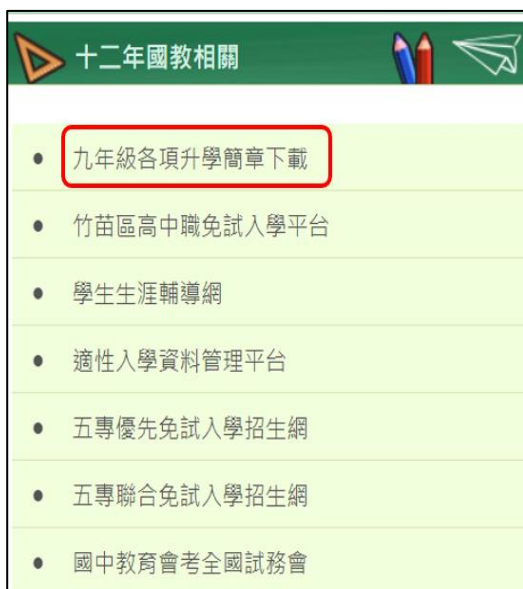 十二年國教相關
九年級各項升學簡章下載
竹苗區高中職免試入學平台
學生生涯輔導網
適性入學資料管理平台
五專優先免試入學招生網
五專聯合免試入學招生網
國中教育會考全國試務會